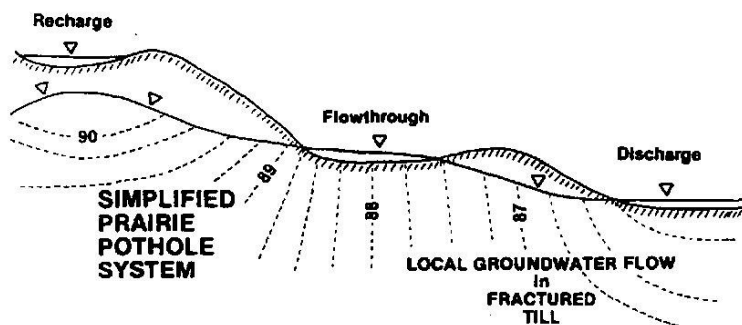 Recharge
Flowthrough
Discharge
90
89
88
87
SIMPLIFIED
PRAIRIE
POTHOLE
SYSTEM
LOCAL GROUNDWATER FLOW
in
FRACTURED
TILL